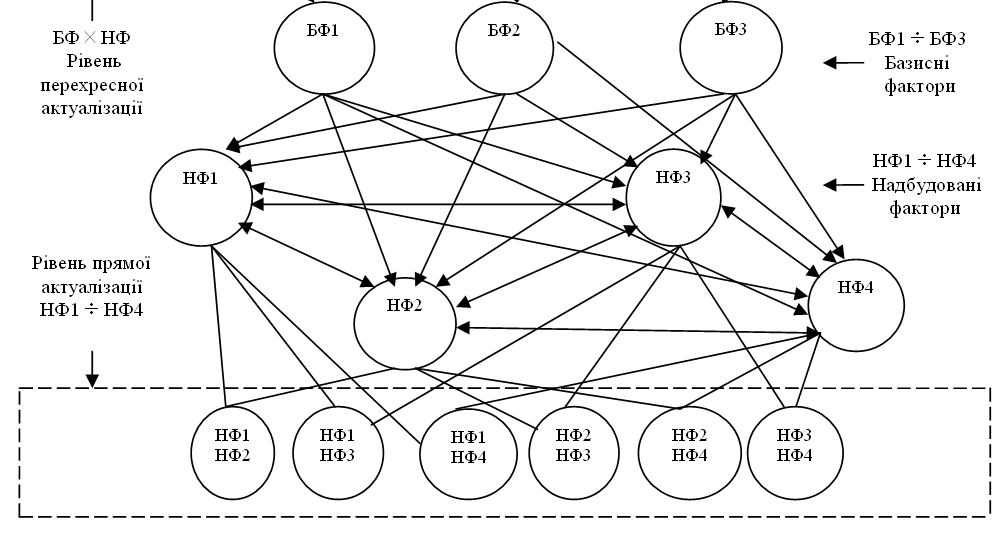 БФ1
БФ2
БФ3
БФ × НФ
Рівень
перехресної
актуалізації
БФ1 ÷ БФ3
Базисні
фактори
НФ1
НФ3
НФ1 ÷ НФ4
Надбудовані
фактори
Рівень прямої
актуалізації
НФ1 ÷ НФ4
НФ2
НФ4
НФ1
НФ2
НФ1
НФ3
НФ1
НФ4
НФ2
НФ3
НФ2
НФ4
НФ3
НФ4